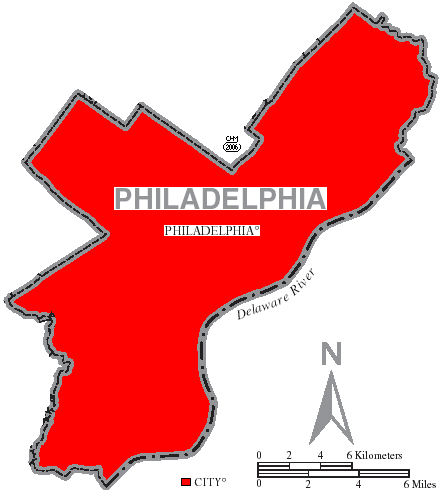 CHM
2006
PHILADELPHIA
PHILADELPHIA°
Delaware River
N
0 2 4 6 Kilometers
0 2 4 6 Miles
CITY°